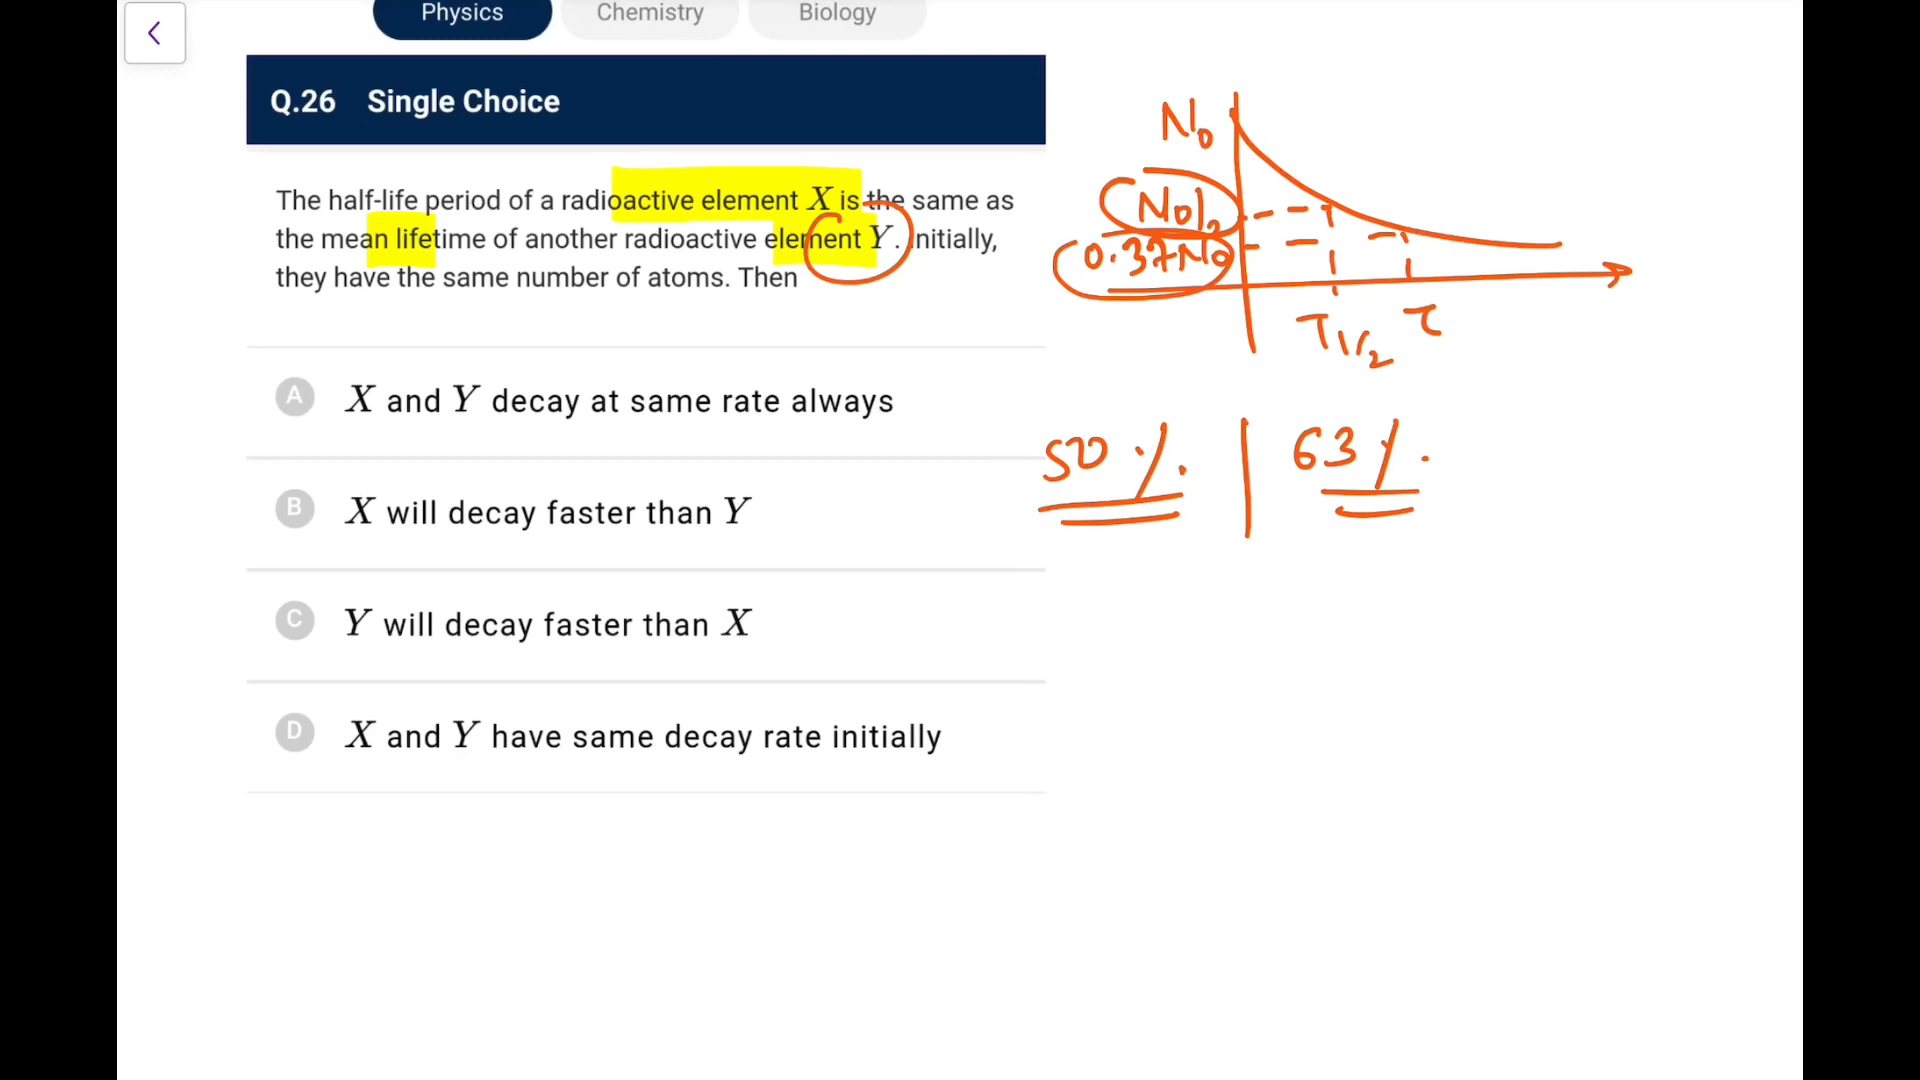 Physics Chemistry Biology
Q.26 Single Choice
The half-life period of a radioactive element X is the same as
the mean lifetime of another radioactive element Y. Initially,
they have the same number of atoms. Then
A X and Y decay at same rate always
B X will decay faster than Y
C Y will decay faster than X
D X and Y have same decay rate initially
N₀
N₀/₂
0.37N₀
T₁/₂ τ
50 %. | 63 %.